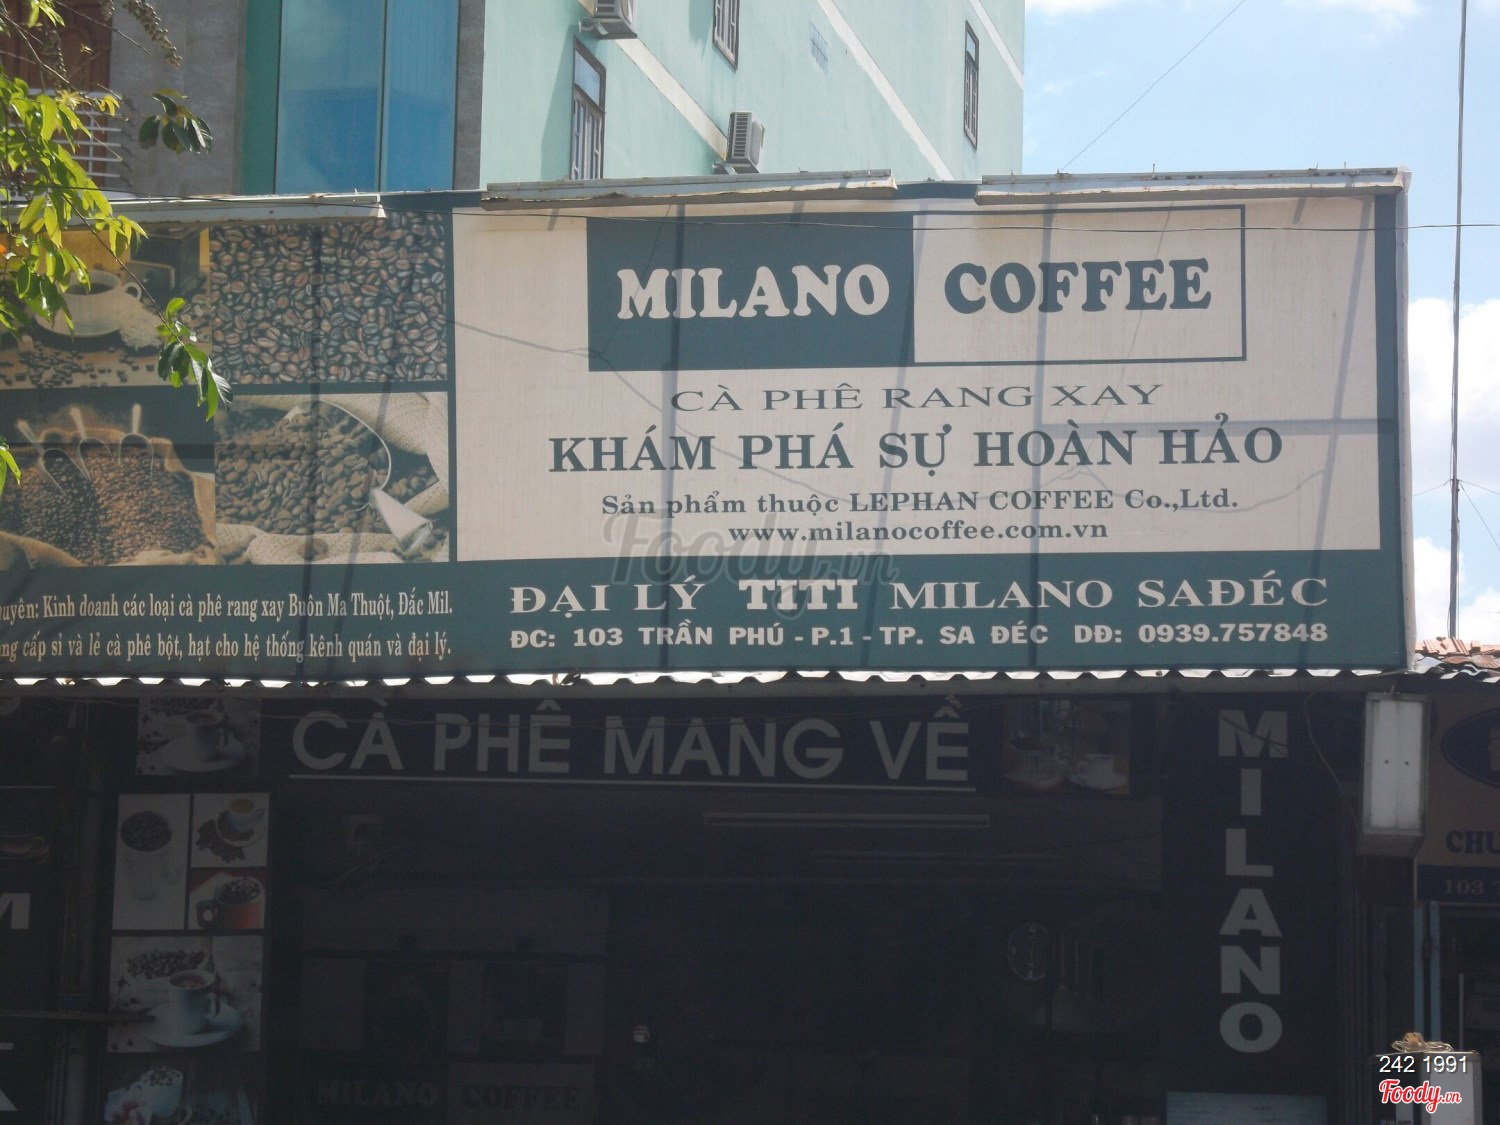 MILANO COFFEE
CÀ PHÊ RANG XAY
KHÁM PHÁ SỰ HOÀN HẢO
Sản phẩm thuộc LEPHAN COFFEE Co.,Ltd.
www.milanocoffee.com.vn
ĐẠI LÝ TITI MILANO SAĐÉC
ĐC: 103 TRẦN PHÚ - P.1 - TP. SA ĐÉC DĐ: 0939.757848
Kinh doanh các loại cà phê rang xay Buôn Ma Thuột, Đắc Mil.
cấp sỉ và lẻ cà phê bột, hạt cho hệ thống kênh quán và đại lý.
CÀ PHÊ MANG VỀ
MILANO
MILANO COFFEE
103
Foody.vn
242 1991
Foody.vn